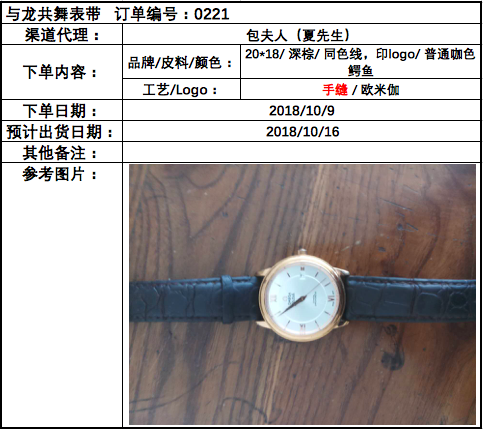 与龙共舞表带 订单编号：0221
渠道代理： 包夫人（夏先生）
下单内容： 品牌/皮料/颜色： 20*18/ 深棕/ 同色线，印logo/ 普通咖色
鳄鱼
工艺/Logo： 手缝 / 欧米伽
下单日期： 2018/10/9
预计出货日期： 2018/10/16
其他备注：
参考图片：